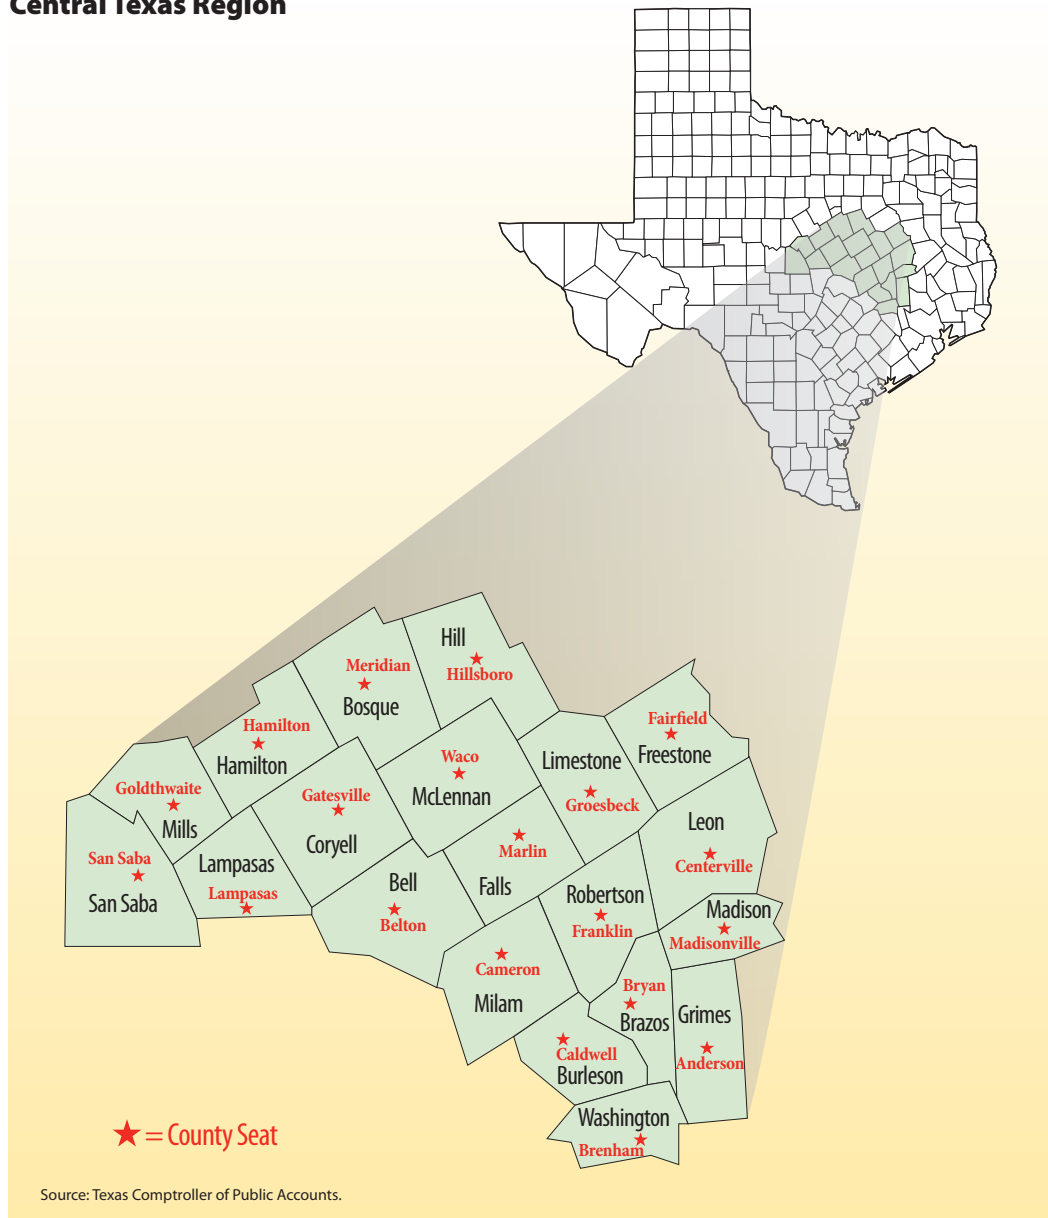 Central Texas Region
Hill
Hillsboro
Meridian
Bosque
Hamilton
Hamilton
Fairfield
Freestone
Waco
McLennan
Limestone
Groesbeck
Goldthwaite
Mills
Gatesville
Coryell
Leon
Centerville
Marlin
Falls
San Saba
San Saba
Lampasas
Lampasas
Bell
Belton
Robertson
Franklin
Madison
Madisonville
Cameron
Milam
Bryan
Brazos
Grimes
Anderson
Caldwell
Burleson
Washington
Brenham
= County Seat
Source: Texas Comptroller of Public Accounts.